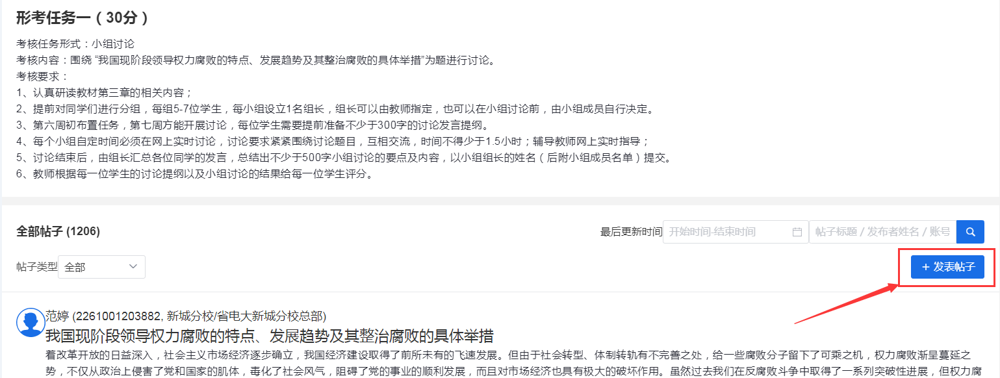 形考任务一（30分）
考核任务形式：小组讨论
考核内容：围绕 “我国现阶段领导权力腐败的特点、发展趋势及其整治腐败的具体举措”为题进行讨论。
考核要求：
1、认真研读教材第三章的相关内容；
2、提前对同学们进行分组，每组5-7位学生，每小组设立1名组长，组长可以由教师指定，也可以在小组讨论前，由小组成员自行决定。
3、第六周初布置任务，第七周方能开展讨论，每位学生需要提前准备不少于300字的讨论发言提纲。
4、每个小组自定时间必须在网上实时讨论，讨论要求紧紧围绕讨论题目，互相交流，时间不得少于1.5小时；辅导教师网上实时指导；
5、讨论结束后，由组长汇总各位同学的发言，总结出不少于500字小组讨论的要点及内容，以小组组长的姓名（后附小组成员名单）提交。
6、教师根据每一位学生的讨论提纲以及小组讨论的结果给每一位学生评分。
全部帖子 (1206)
最后更新时间 开始时间-结束时间 帖子标题 / 发布者姓名 / 账号
帖子类型 全部
+ 发表帖子
范婷 (2261001203882, 新城分校/省电大新城分校总部)
我国现阶段领导权力腐败的特点、发展趋势及其整治腐败的具体举措
着改革开放的日益深入，社会主义市场经济逐步确立，我国经济建设取得了前所未有的飞速发展。但由于社会转型、体制转轨有不完善之处，给一些腐败分子留下了可乘之机，权力腐败渐呈蔓延之
势，不仅从政治上侵害了党和国家的肌体，毒化了社会风气，阻碍了党的事业的顺利发展，而且对市场经济也具有极大的破坏作用。虽然过去我们在反腐败斗争中取得了一系列突破性进展，但权力腐